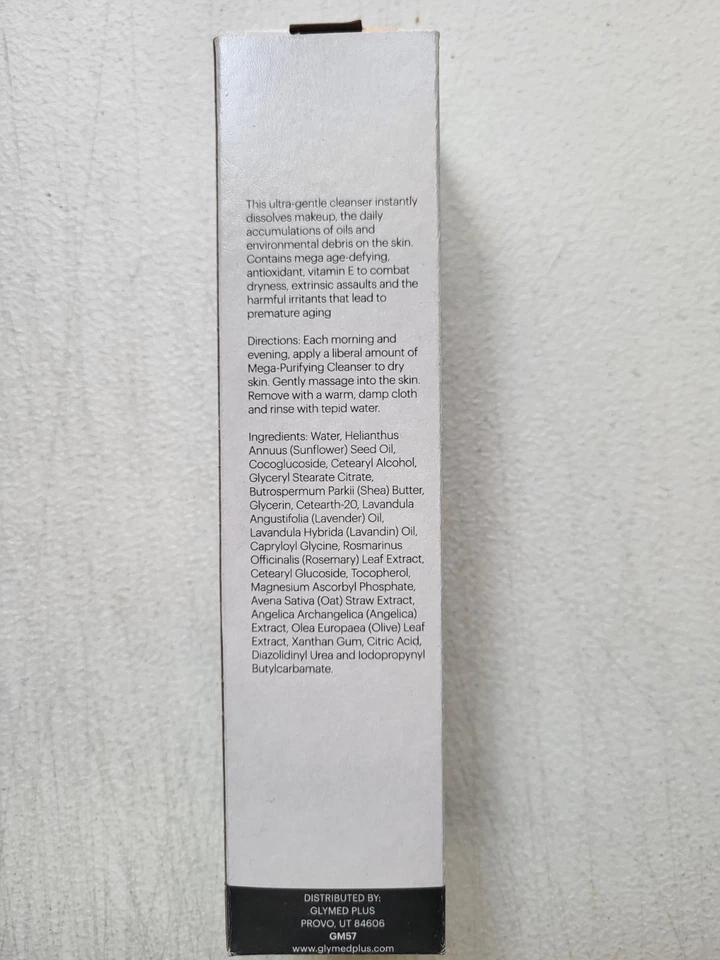 This ultra-gentle cleanser instantly
dissolves makeup, the daily
accumulations of oils and
environmental debris on the skin.
Contains mega age-defying,
antioxidant, vitamin E to combat
dryness, extrinsic assaults and the
harmful irritants that lead to
premature aging
Directions: Each morning and
evening, apply a liberal amount of
Mega-Purifying Cleanser to dry
skin. Gently massage into the skin.
Remove with a warm, damp cloth
and rinse with tepid water.
Ingredients: Water, Helianthus
Annuus (Sunflower) Seed Oil,
Cocoglucoside, Cetearyl Alcohol,
Glyceryl Stearate Citrate,
Butrospermum Parkii (Shea) Butter,
Glycerin, Cetearth-20, Lavandula
Angustifolia (Lavender) Oil,
Lavandula Hybrida (Lavandin) Oil,
Capryloyl Glycine, Rosmarinus
Officinalis (Rosemary) Leaf Extract,
Cetearyl Glucoside, Tocopherol,
Magnesium Ascorbyl Phosphate,
Avena Sativa (Oat) Straw Extract,
Angelica Archangelica (Angelica)
Extract, Olea Europaea (Olive) Leaf
Extract, Xanthan Gum, Citric Acid,
Diazolidinyl Urea and Iodopropynyl
Butylcarbamate.
DISTRIBUTED BY:
GLYMED PLUS
PROVO, UT 84606
GM57
www.glymedplus.com